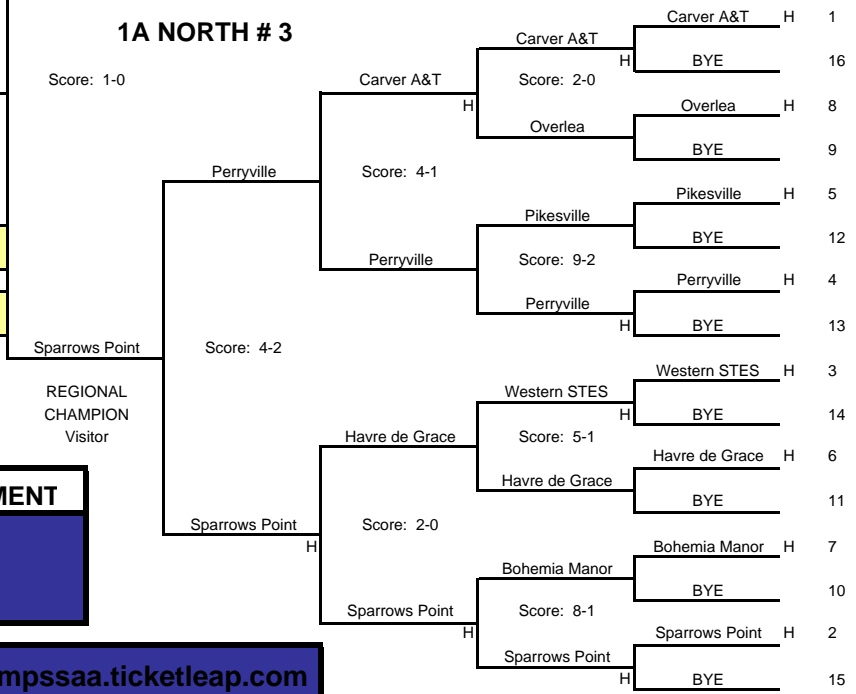 1A NORTH # 3
Carver A&T H 1
Carver A&T
H BYE 16
Score: 1-0
Carver A&T
Score: 2-0
H
Overlea H 8
Overlea
BYE 9
Perryville
Score: 4-1
Pikesville H 5
Pikesville
BYE 12
Perryville
Score: 9-2
Perryville H 4
Perryville
H BYE 13
Sparrows Point
Score: 4-2
Western STES H 3
REGIONAL
CHAMPION
Visitor
Western STES
H BYE 14
Havre de Grace
Score: 5-1
Havre de Grace H 6
Havre de Grace
BYE 11
MENT
Sparrows Point
H
Score: 2-0
Bohemia Manor H 7
Bohemia Manor
BYE 10
Sparrows Point
H
Score: 8-1
Sparrows Point H 2
Sparrows Point
H BYE 15
mpssaa.ticketleap.com